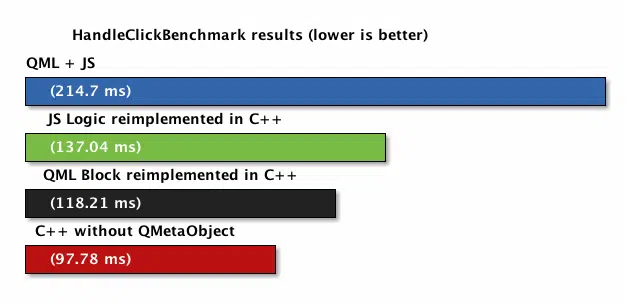 HandleClickBenchmark results (lower is better)
QML + JS
(214.7 ms)
JS Logic reimplemented in C++
(137.04 ms)
QML Block reimplemented in C++
(118.21 ms)
C++ without QMetaObject
(97.78 ms)